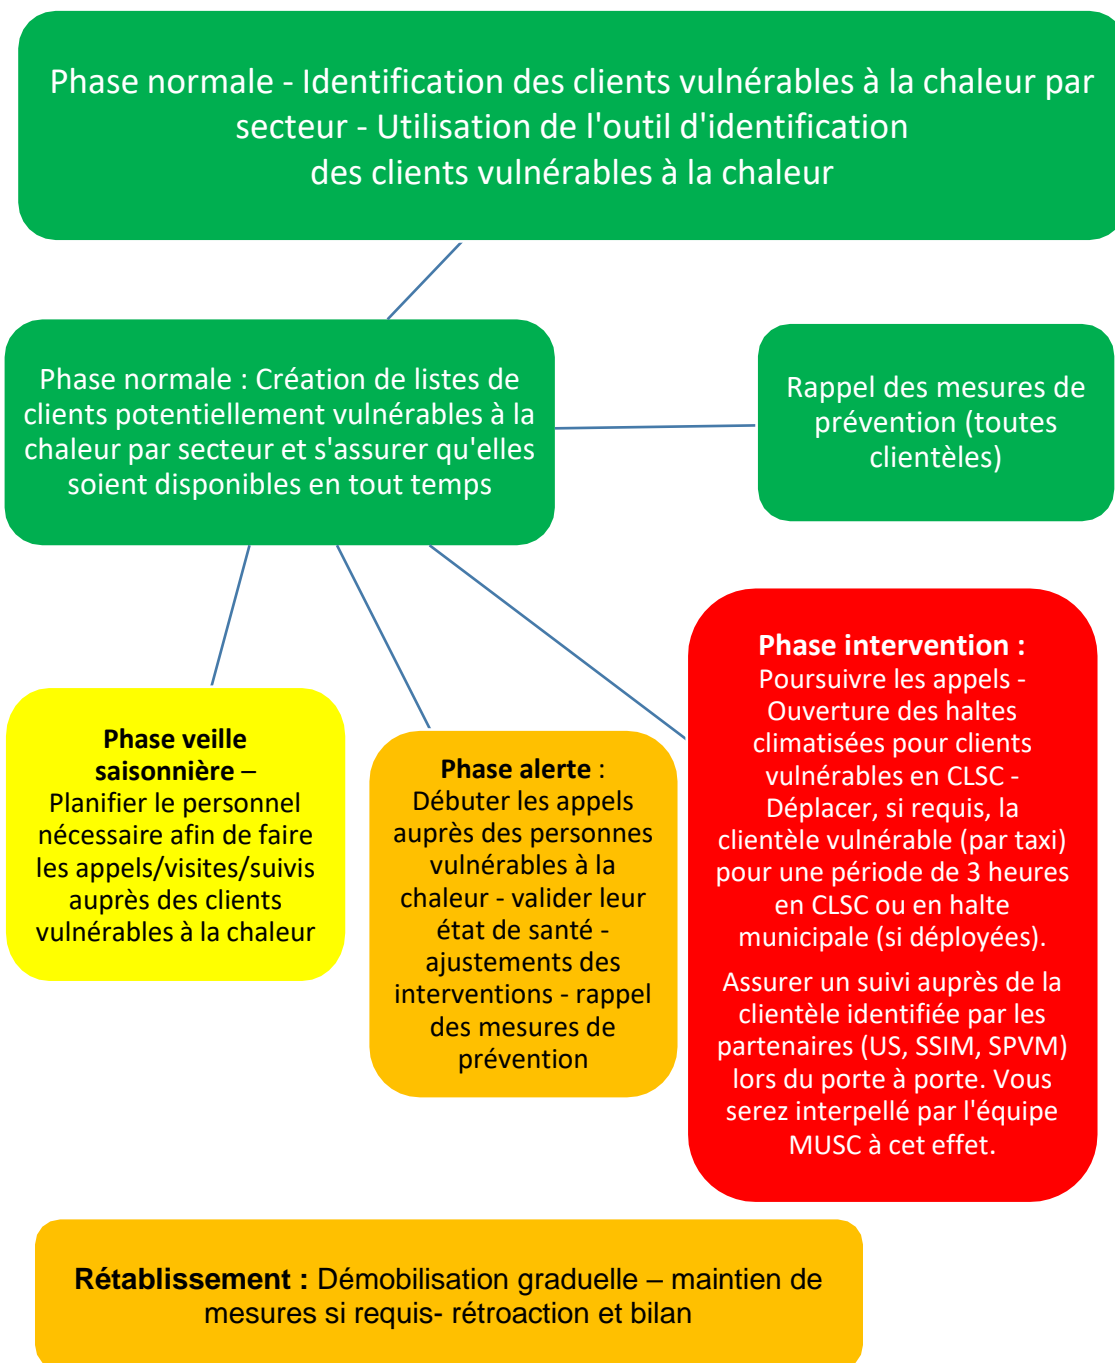 Phase normale - Identification des clients vulnérables à la chaleur par
secteur - Utilisation de l'outil d'identification
des clients vulnérables à la chaleur
Phase normale : Création de listes de
clients potentiellement vulnérables à la
chaleur par secteur et s'assurer qu'elles
soient disponibles en tout temps
Rappel des mesures de
prévention (toutes
clientèles)
Phase veille
saisonnière –
Planifier le personnel
nécessaire afin de faire
les appels/visites/suivis
auprès des clients
vulnérables à la chaleur
Phase alerte :
Débuter les appels
auprès des personnes
vulnérables à la
chaleur - valider leur
état de santé -
ajustements des
interventions - rappel
des mesures de
prévention
Phase intervention :
Poursuivre les appels -
Ouverture des haltes
climatisées pour clients
vulnérables en CLSC -
Déplacer, si requis, la
clientèle vulnérable (par taxi)
pour une période de 3 heures
en CLSC ou en halte
municipale (si déployées).
Assurer un suivi auprès de la
clientèle identifiée par les
partenaires (US, SSIM, SPVM)
lors du porte à porte. Vous
serez interpellé par l'équipe
MUSC à cet effet.
Rétablissement : Démobilisation graduelle – maintien de
mesures si requis- rétroaction et bilan